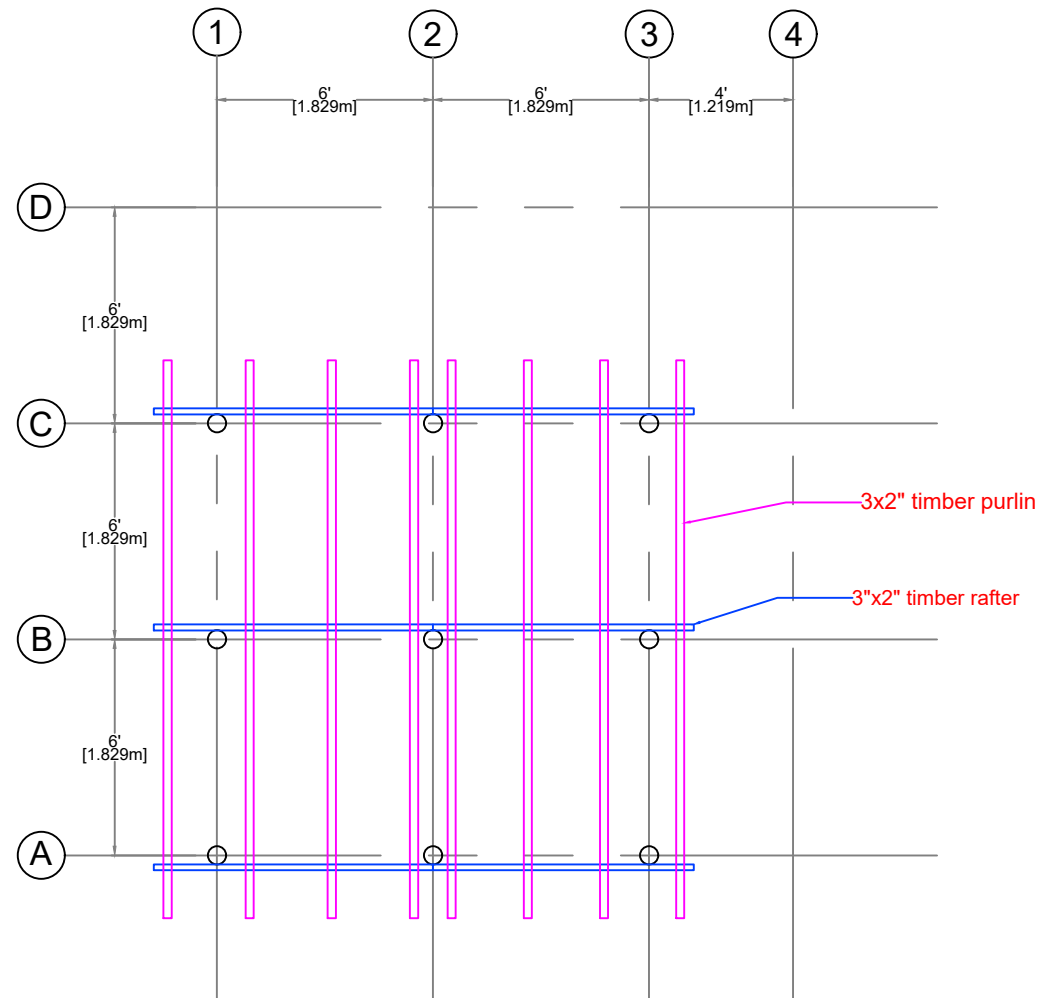 1
2
3
4
6'
[1.829m]
6'
[1.829m]
4'
[1.219m]
D
6'
[1.829m]
C
6'
[1.829m]
3x2" timber purlin
3"x2" timber rafter
B
6'
[1.829m]
A